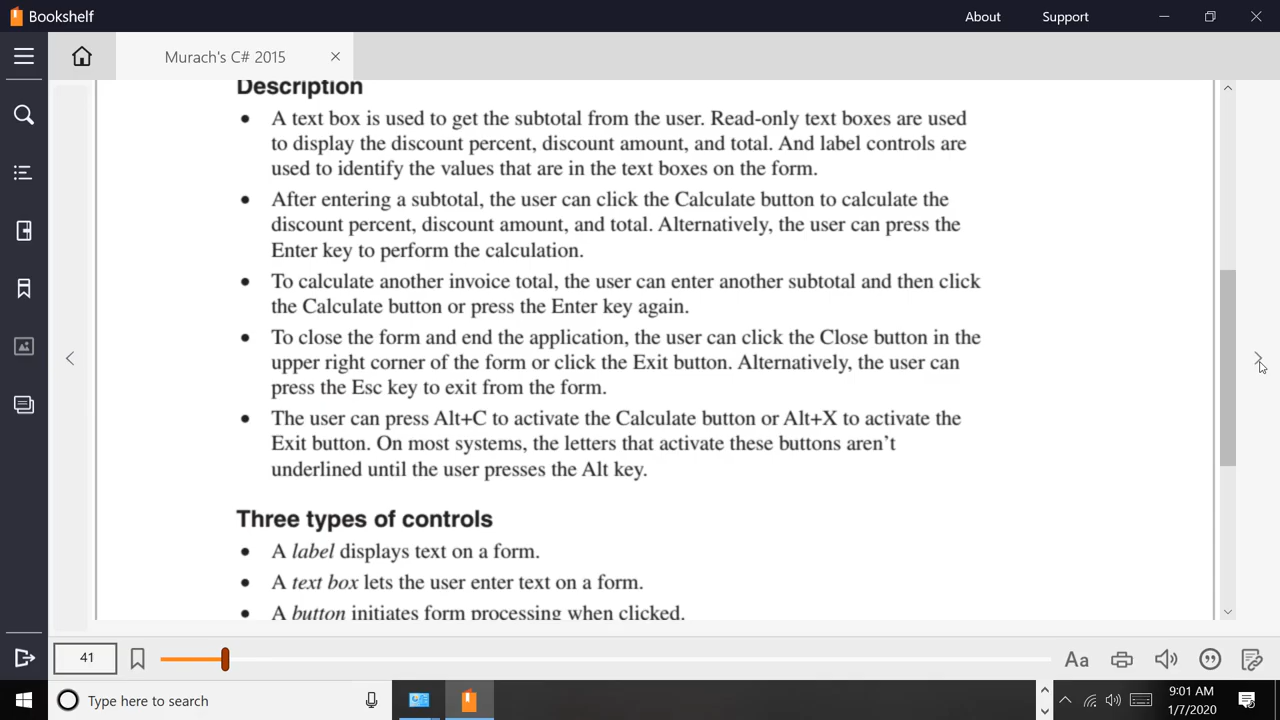 Bookshelf
About
Support
Murach's C# 2015
Description
• A text box is used to get the subtotal from the user. Read-only text boxes are used
to display the discount percent, discount amount, and total. And label controls are
used to identify the values that are in the text boxes on the form.
• After entering a subtotal, the user can click the Calculate button to calculate the
discount percent, discount amount, and total. Alternatively, the user can press the
Enter key to perform the calculation.
• To calculate another invoice total, the user can enter another subtotal and then click
the Calculate button or press the Enter key again.
• To close the form and end the application, the user can click the Close button in the
upper right corner of the form or click the Exit button. Alternatively, the user can
press the Esc key to exit from the form.
• The user can press Alt+C to activate the Calculate button or Alt+X to activate the
Exit button. On most systems, the letters that activate these buttons aren’t
underlined until the user presses the Alt key.
Three types of controls
• A label displays text on a form.
• A text box lets the user enter text on a form.
• A button initiates form processing when clicked.
41
Aa
Type here to search
9:01 AM
1/7/2020